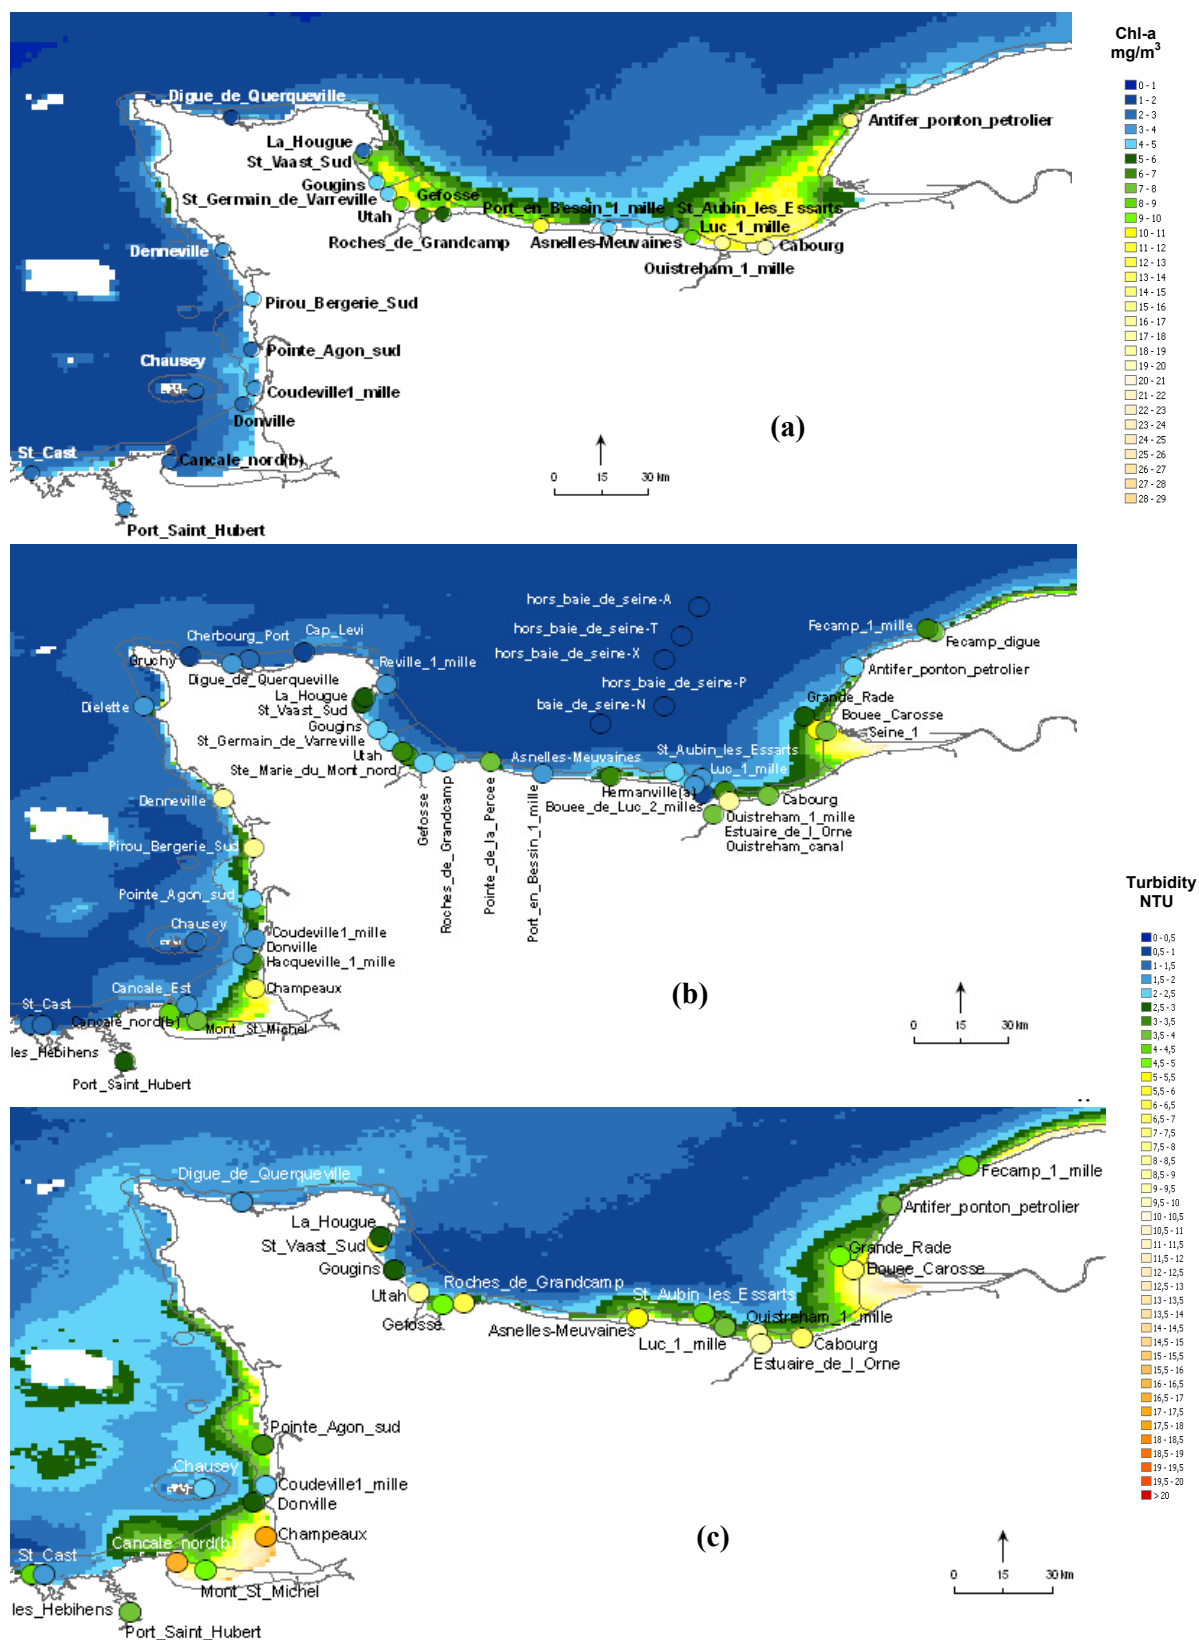 Chl-a
mg/m³
0 - 1
1 - 2
2 - 3
3 - 4
4 - 5
5 - 6
6 - 7
7 - 8
8 - 9
9 - 10
10 - 11
11 - 12
12 - 13
13 - 14
14 - 15
15 - 16
16 - 17
17 - 18
18 - 19
19 - 20
20 - 21
21 - 22
22 - 23
23 - 24
24 - 25
25 - 26
26 - 27
27 - 28
28 - 29
Digue_de_Querqueville
Antifer_ponton_petrolier
La_Hougue
St_Vaast_Sud
Gougins
St_Germain_de_Varreville
Gefosse
Utah
Port_en_Bessin_1_mille
St_Aubin_les_Essarts
Luc_1_mille
Roches_de_Grandcamp
Asnelles-Meuvaines
Cabourg
Ouistreham_1_mille
Denneville
Pirou_Bergerie_Sud
Pointe_Agon_sud
Chausey
Coudeville1_mille
Donville
(a)
St_Cast
Cancale_nord(b)
0 15 30 km
Port_Saint_Hubert
hors_baie_de_seine-A
hors_baie_de_seine-T
hors_baie_de_seine-X
hors_baie_de_seine-P
baie_de_seine-N
Cherbourg_Port
Cap_Levi
Gruchy
Digue_de_Querqueville
Reville_1_mille
Fecamp_1_mille
Fecamp_digue
Antifer_ponton_petrolier
La_Hougue
St_Vaast_Sud
Dielette
Grande_Rade
Bouee_Carosse
Seine_1
Gougins
St_Germain_de_Varreville
Utah
Ste_Marie_du_Mont_nord
Asnelles-Meuvaines
St_Aubin_les_Essarts
Luc_1_mille
Hermanville(a)
Bouee_de_Luc_2_milles
Cabourg
Ouistreham_1_mille
Estuaire_de_l_Orne
Ouistreham_canal
Gefosse
Roches_de_Grandcamp
Pointe_de_la_Percee
Port_en_Bessin_1_mille
Denneville
Pirou_Bergerie_Sud
Pointe_Agon_sud
Chausey
Coudeville1_mille
Donville
Hacqueville_1_mille
Cancale_Est
Champeaux
St_Cast
Cancale_nord(b)
Mont_St_Michel
les_Hebihens
Port_Saint_Hubert
(b)
0 15 30 km
Turbidity
NTU
0 - 0,5
0,5 - 1
1 - 1,5
1,5 - 2
2 - 2,5
2,5 - 3
3 - 3,5
3,5 - 4
4 - 4,5
4,5 - 5
5 - 5,5
5,5 - 6
6 - 6,5
6,5 - 7
7 - 7,5
7,5 - 8
8 - 8,5
8,5 - 9
9 - 9,5
9,5 - 10
10 - 10,5
10,5 - 11
11 - 11,5
11,5 - 12
12 - 12,5
12,5 - 13
13 - 13,5
13,5 - 14
14 - 14,5
14,5 - 15
15 - 15,5
15,5 - 16
16 - 16,5
16,5 - 17
17 - 17,5
17,5 - 18
18 - 18,5
18,5 - 19
19 - 19,5
19,5 - 20
> 20
Digue_de_Querqueville
Fecamp_1_mille
Antifer_ponton_petrolier
La_Hougue
St_Vaast_Sud
Gougins
Grande_Rade
Bouee_Carosse
Utah
Roches_de_Grandcamp
Gefosse
St_Aubin_les_Essarts
Asnelles-Meuvaines
Ouistreham_1_mille
Luc_1_mille
Cabourg
Estuaire_de_l_Orne
Pointe_Agon_sud
Chausey
Coudeville1_mille
Donville
Champeaux
Cancale_nord(b)
St_Cast
Mont_St_Michel
les_Hebihens
Port_Saint_Hubert
(c)
0 15 30 km